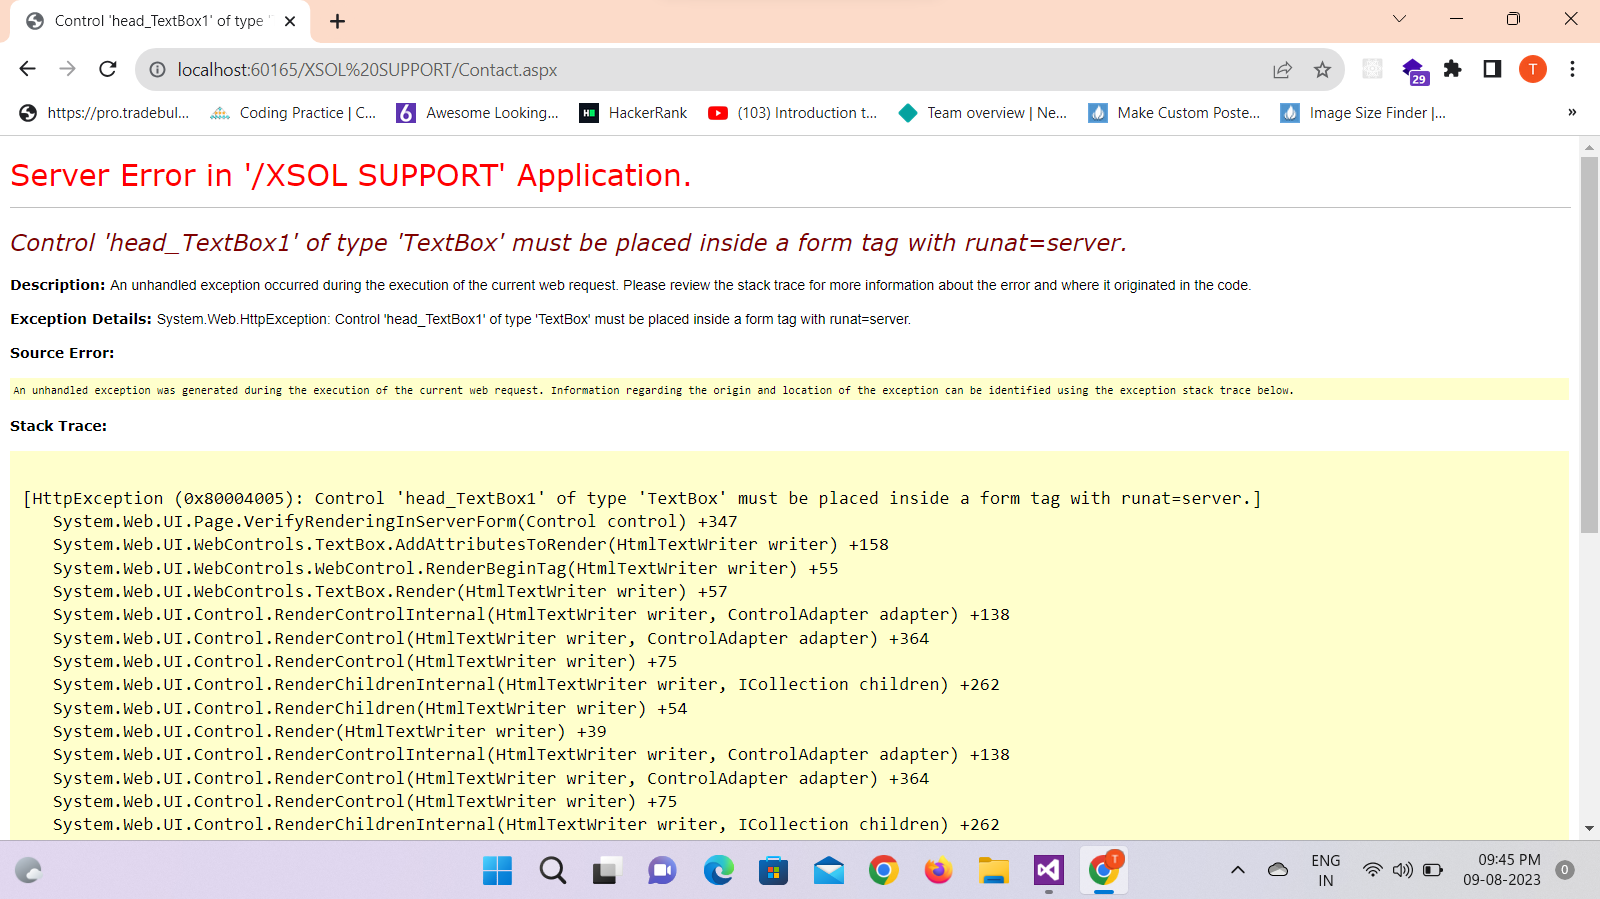 Control 'head_TextBox1' of type '
localhost:60165/XSOL%20SUPPORT/Contact.aspx
29
T
https://pro.tradebul...
Coding Practice | C...
6
Awesome Looking...
HackerRank
(103) Introduction t...
Team overview | Ne...
Make Custom Poste...
Image Size Finder |...
»
Server Error in '/XSOL SUPPORT' Application.
Control 'head_TextBox1' of type 'TextBox' must be placed inside a form tag with runat=server.
Description: An unhandled exception occurred during the execution of the current web request. Please review the stack trace for more information about the error and where it originated in the code.
Exception Details: System.Web.HttpException: Control 'head_TextBox1' of type 'TextBox' must be placed inside a form tag with runat=server.
Source Error:
An unhandled exception was generated during the execution of the current web request. Information regarding the origin and location of the exception can be identified using the exception stack trace below.
Stack Trace:
[HttpException (0x80004005): Control 'head_TextBox1' of type 'TextBox' must be placed inside a form tag with runat=server.]
System.Web.UI.Page.VerifyRenderingInServerForm(Control control) +347
System.Web.UI.WebControls.TextBox.AddAttributesToRender(HtmlTextWriter writer) +158
System.Web.UI.WebControls.WebControl.RenderBeginTag(HtmlTextWriter writer) +55
System.Web.UI.WebControls.TextBox.Render(HtmlTextWriter writer) +57
System.Web.UI.Control.RenderControlInternal(HtmlTextWriter writer, ControlAdapter adapter) +138
System.Web.UI.Control.RenderControl(HtmlTextWriter writer, ControlAdapter adapter) +364
System.Web.UI.Control.RenderControl(HtmlTextWriter writer) +75
System.Web.UI.Control.RenderChildrenInternal(HtmlTextWriter writer, ICollection children) +262
System.Web.UI.Control.RenderChildren(HtmlTextWriter writer) +54
System.Web.UI.Control.Render(HtmlTextWriter writer) +39
System.Web.UI.Control.RenderControlInternal(HtmlTextWriter writer, ControlAdapter adapter) +138
System.Web.UI.Control.RenderControl(HtmlTextWriter writer, ControlAdapter adapter) +364
System.Web.UI.Control.RenderControl(HtmlTextWriter writer) +75
System.Web.UI.Control.RenderChildrenInternal(HtmlTextWriter writer, ICollection children) +262
T
ENG
IN
09:45 PM
09-08-2023
0